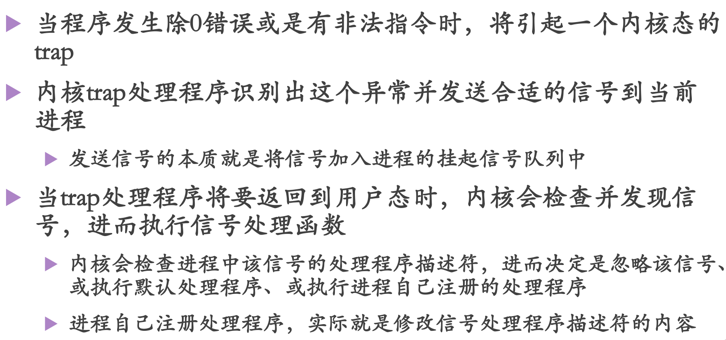 当程序发生除0错误或是有非法指令时，将引起一个内核态的
trap
内核trap处理程序识别出这个异常并发送合适的信号到当前
进程
发送信号的本质就是将信号加入进程的挂起信号队列中
当trap处理程序将要返回到用户态时，内核会检查并发现信
号，进而执行信号处理函数
内核会检查进程中该信号的处理程序描述符，进而决定是忽略该信号、
或执行默认处理程序、或执行进程自己注册的处理程序
进程自己注册处理程序，实际就是修改信号处理程序描述符的内容